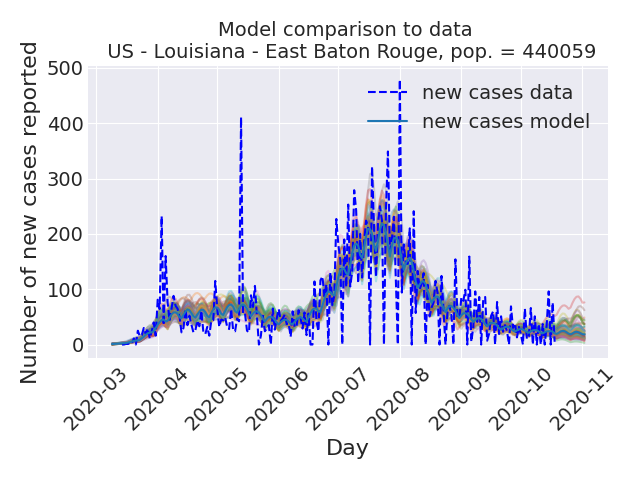 Model comparison to data
US - Louisiana - East Baton Rouge, pop. = 440059
Number of new cases reported
500
400
300
200
100
0
new cases data
new cases model
2020-03
2020-04
2020-05
2020-06
2020-07
2020-08
2020-09
2020-10
2020-11
Day